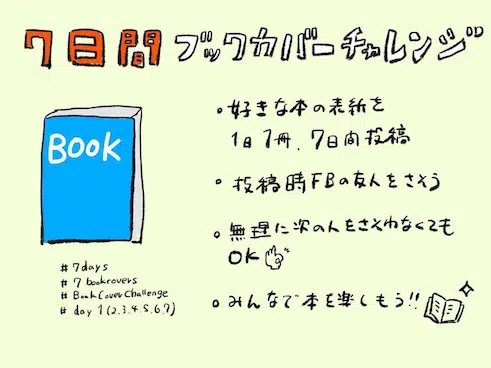 7日間ブックカバーチャレンジ
BOOK
•好きな本の表紙を
1日1冊、7日間投稿
•投稿時FBの友人をさそう
•無理に次の人をさそわなくても
OK
•みんなで本を楽しもう!!
#7days
#7bookcovers
#BookCoverChallenge
#day1(2,3,4,5,6,7)